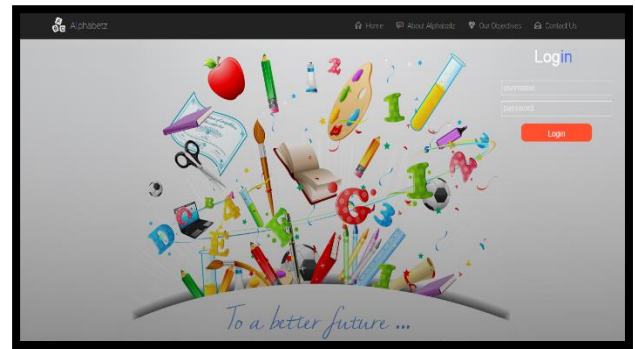 Alphabetz
Home About Alphabetz Our Objectives Contact Us
Login
username
password
Login
To a better future ...